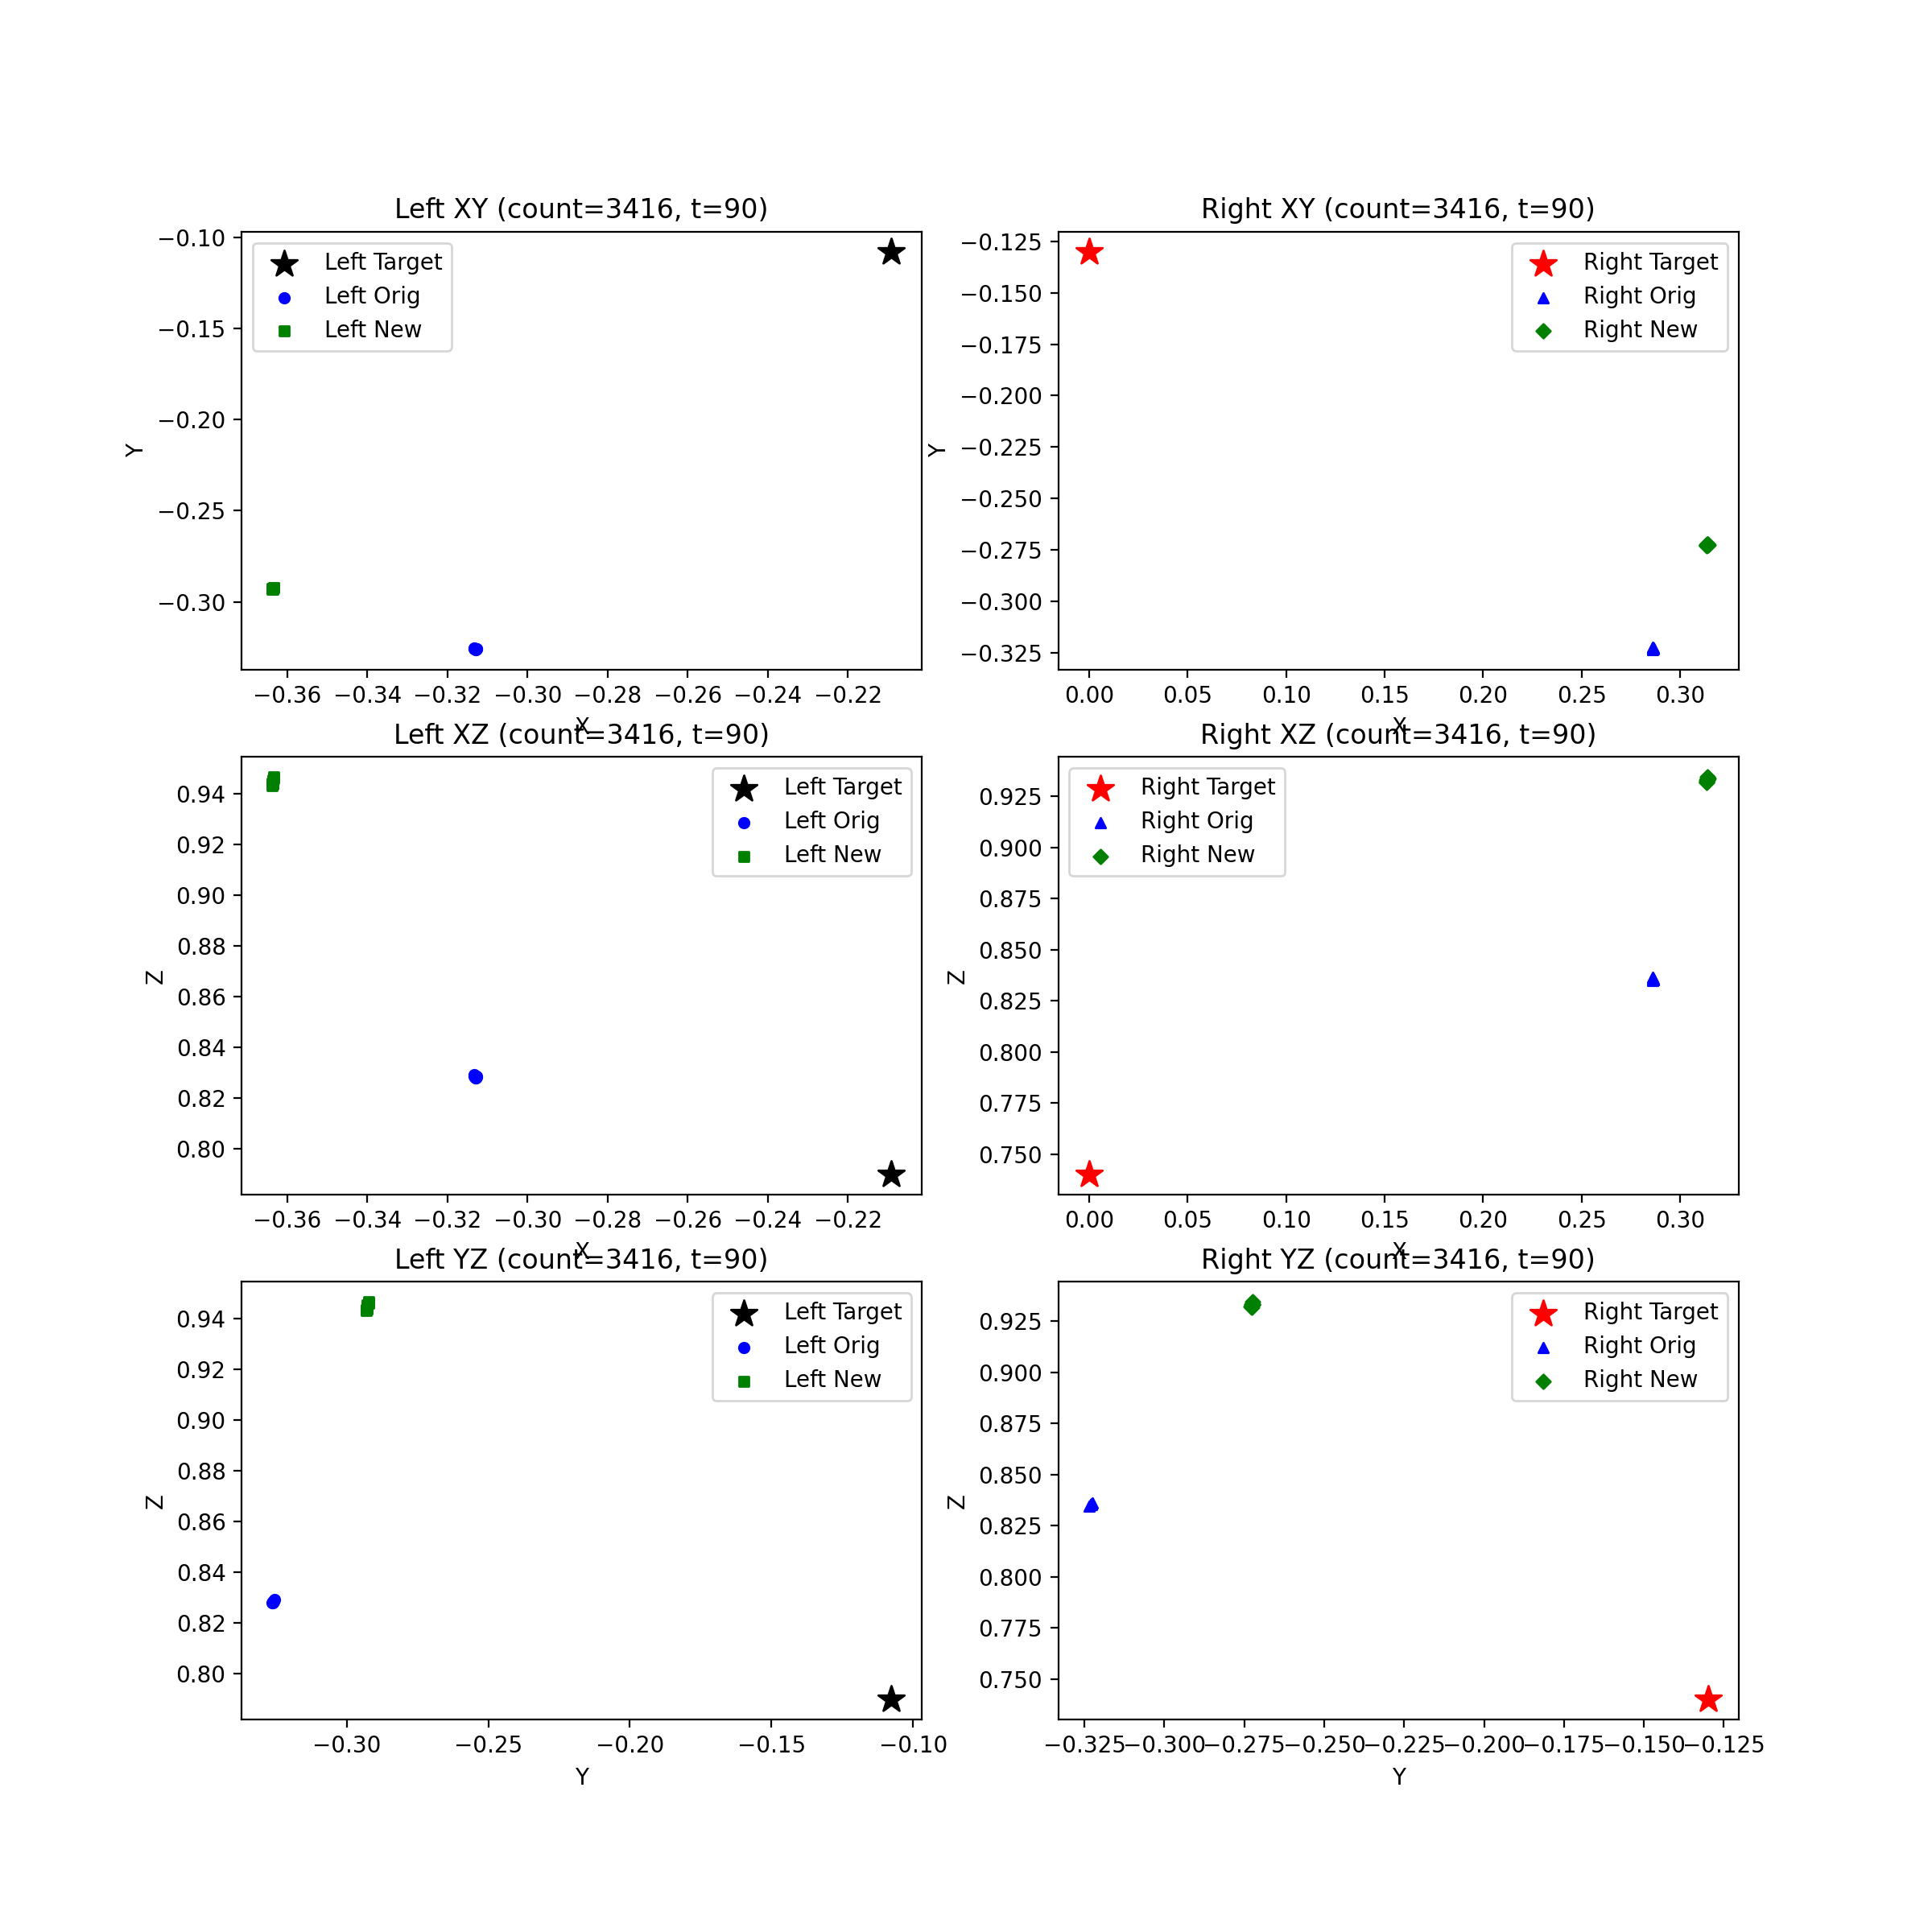 Left XY (count=3416, t=90)
−0.10
−0.15
−0.20
−0.25
−0.30
Y
Left Target
Left Orig
Left New
−0.36 −0.34 −0.32 −0.30 −0.28 −0.26 −0.24 −0.22
X
Right XY (count=3416, t=90)
−0.125
−0.150
−0.175
−0.200
−0.225
−0.250
−0.275
−0.300
−0.325
Y
Right Target
Right Orig
Right New
0.00 0.05 0.10 0.15 0.20 0.25 0.30
X
Left XZ (count=3416, t=90)
0.94
0.92
0.90
0.88
0.86
0.84
0.82
0.80
Z
Left Target
Left Orig
Left New
−0.36 −0.34 −0.32 −0.30 −0.28 −0.26 −0.24 −0.22
X
Right XZ (count=3416, t=90)
0.925
0.900
0.875
0.850
0.825
0.800
0.775
0.750
Z
Right Target
Right Orig
Right New
0.00 0.05 0.10 0.15 0.20 0.25 0.30
X
Left YZ (count=3416, t=90)
0.94
0.92
0.90
0.88
0.86
0.84
0.82
0.80
Z
Left Target
Left Orig
Left New
−0.30 −0.25 −0.20 −0.15 −0.10
Y
Right YZ (count=3416, t=90)
0.925
0.900
0.875
0.850
0.825
0.800
0.775
0.750
Z
Right Target
Right Orig
Right New
−0.325 −0.300 −0.275 −0.250 −0.225 −0.200 −0.175 −0.150 −0.125
Y